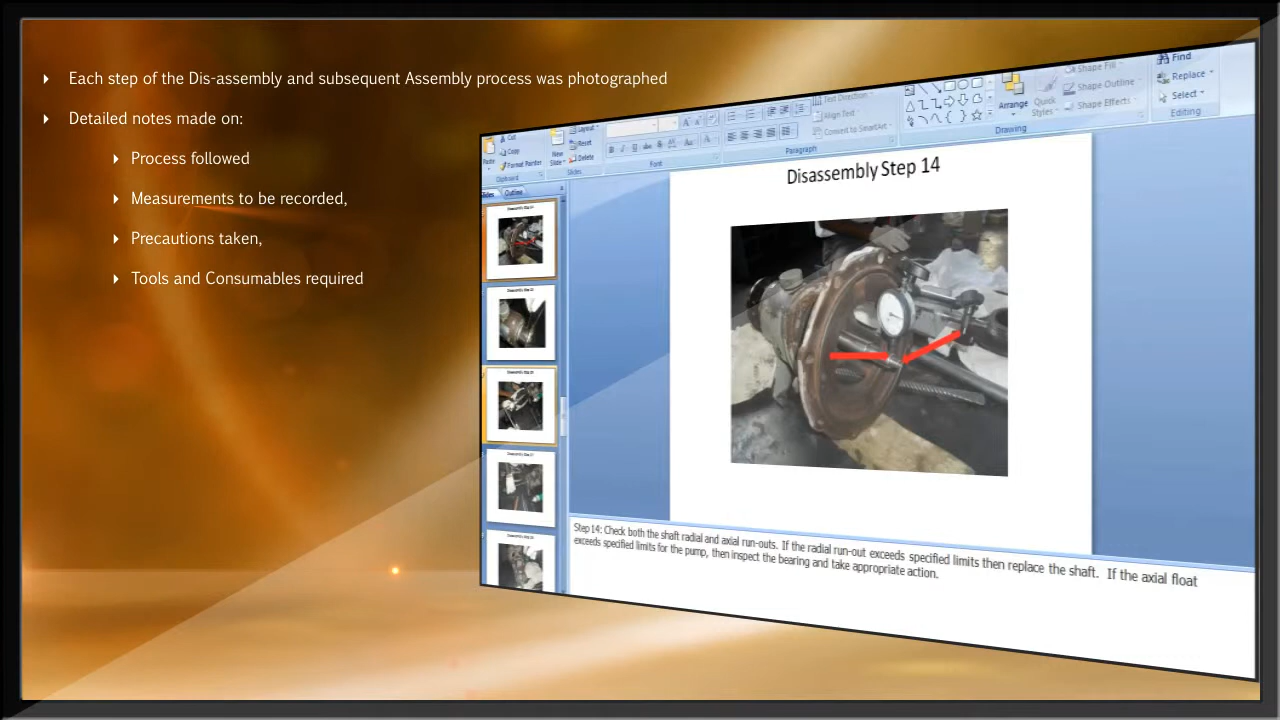 Each step of the Dis-assembly and subsequent Assembly process was photographed
Detailed notes made on:
Process followed
Measurements to be recorded,
Precautions taken,
Tools and Consumables required
Cut
Copy
Format Painter
Paste
Clipboard
New
Slide
Layout
Reset
Delete
Slides
Font
Text Direction
Align Text
Convert to SmartArt
Paragraph
Arrange
Quick
Styles
Shape Fill
Shape Outline
Shape Effects
Drawing
Find
Replace
Select
Editing
Slides
Outline
Disassembly Step 14
Step 14: Check both the shaft radial and axial run-outs. If the radial run-out exceeds specified limits then replace the shaft. If the axial float
exceeds specified limits for the pump, then inspect the bearing and take appropriate action.